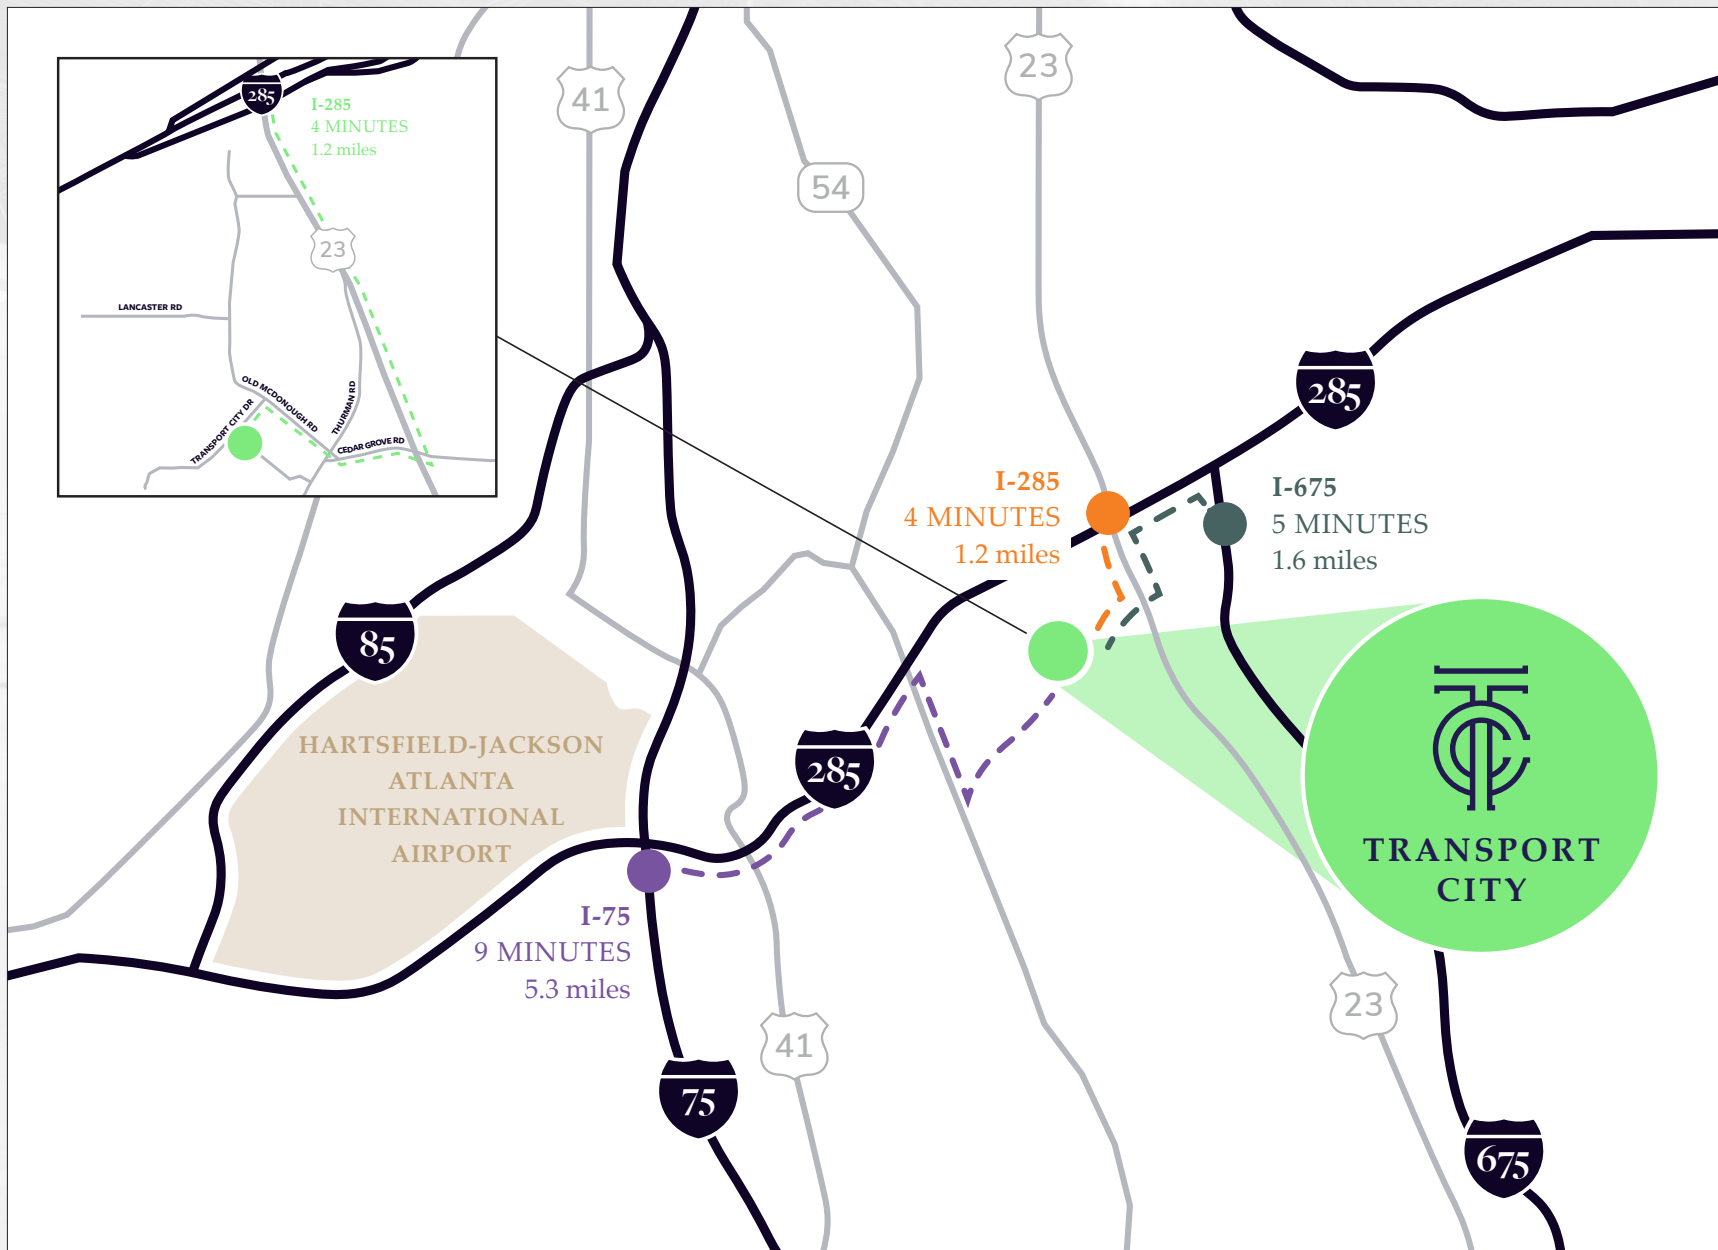 285
I-285
4 MINUTES
1.2 miles
23
LANCASTER RD
OLD MCDONOUGH RD
TRANSPORT CITY DR
THURMAN RD
CEDAR GROVE RD
41
54
23
285
I-285
4 MINUTES
1.2 miles
I-675
5 MINUTES
1.6 miles
85
HARTSFIELD-JACKSON
ATLANTA
INTERNATIONAL
AIRPORT
285
TRANSPORT
CITY
I-75
9 MINUTES
5.3 miles
41
75
23
675